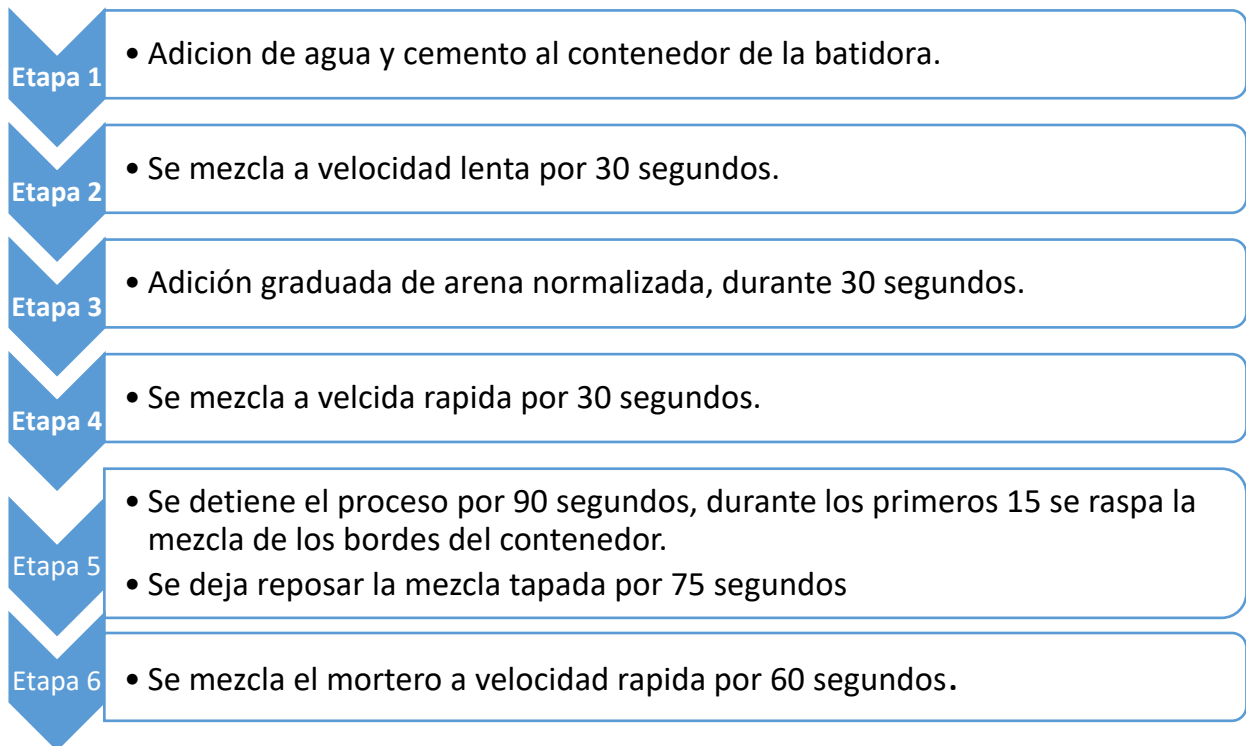 Etapa 1
• Adicion de agua y cemento al contenedor de la batidora.
Etapa 2
• Se mezcla a velocidad lenta por 30 segundos.
Etapa 3
• Adición graduada de arena normalizada, durante 30 segundos.
Etapa 4
• Se mezcla a velcida rapida por 30 segundos.
Etapa 5
• Se detiene el proceso por 90 segundos, durante los primeros 15 se raspa la
mezcla de los bordes del contenedor.
• Se deja reposar la mezcla tapada por 75 segundos
Etapa 6
• Se mezcla el mortero a velocidad rapida por 60 segundos.